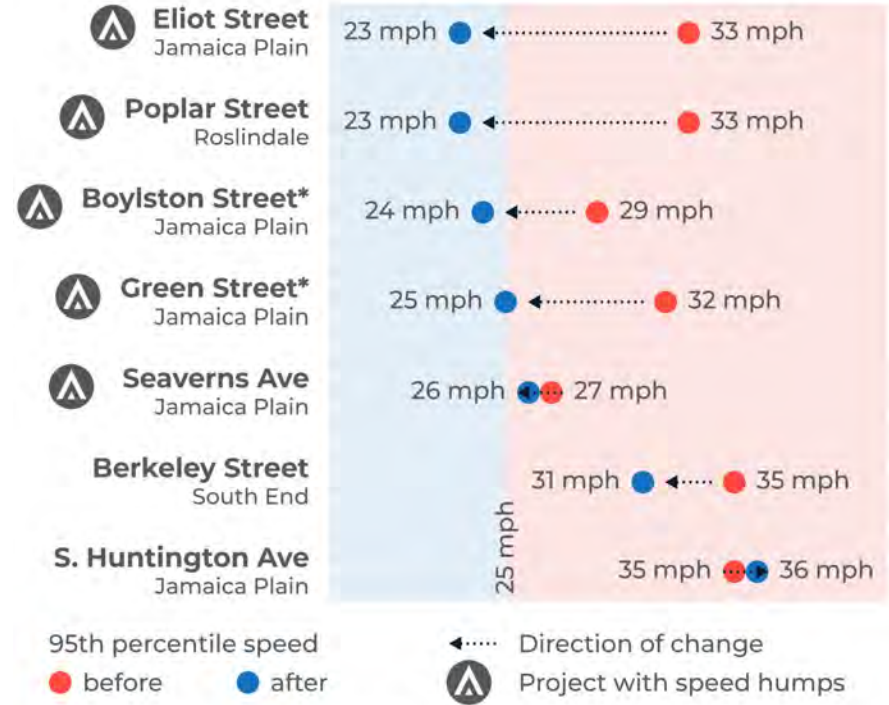 Eliot Street
Jamaica Plain
23 mph
33 mph
Poplar Street
Roslindale
23 mph
33 mph
Boylston Street*
Jamaica Plain
24 mph
29 mph
Green Street*
Jamaica Plain
25 mph
32 mph
Seaverns Ave
Jamaica Plain
26 mph
27 mph
Berkeley Street
South End
31 mph
35 mph
S. Huntington Ave
Jamaica Plain
35 mph
36 mph
25 mph
95th percentile speed
before
after
Direction of change
Project with speed humps